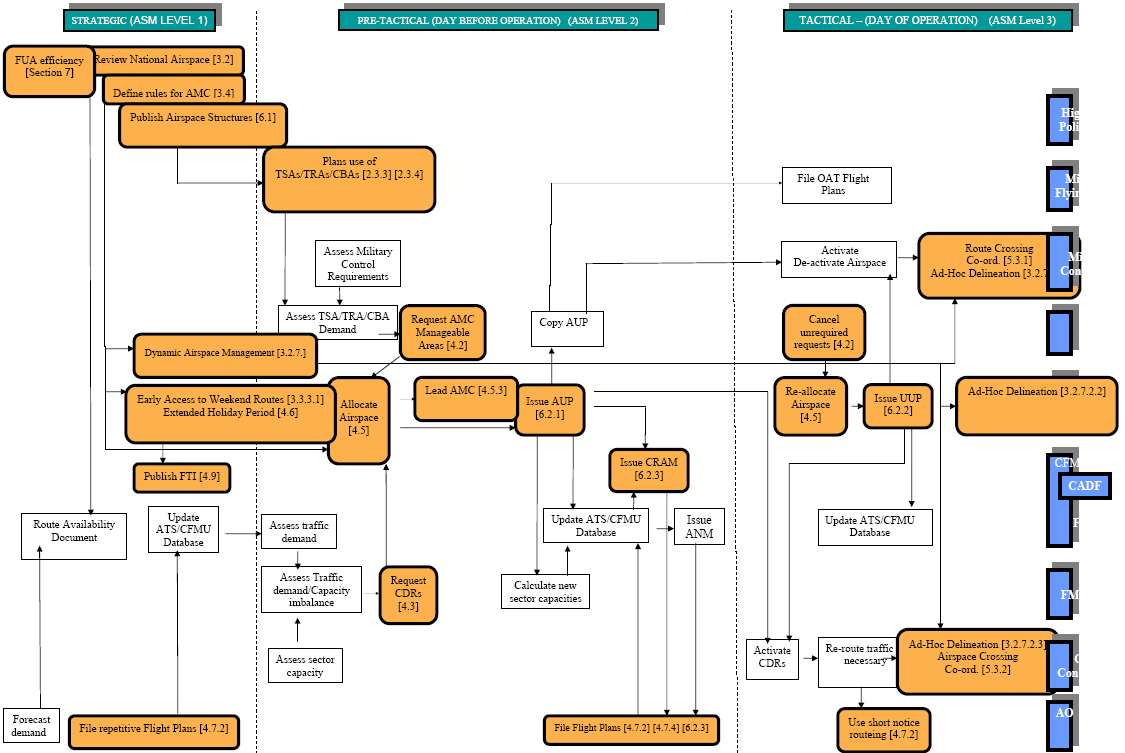 STRATEGIC (ASM LEVEL 1)
PRE-TACTICAL (DAY BEFORE OPERATION) (ASM LEVEL 2)
TACTICAL – (DAY OF OPERATION) (ASM Level 3)
FUA efficiency
[Section 7]
Review National Airspace [3.2]
Define rules for AMC [3.4]
Publish Airspace Structures [6.1]
Plans use of
TSAs/TRAs/CBAs [2.3.3] [2.3.4]
File OAT Flight
Plans
Assess Military
Control
Requirements
Activate
De-activate Airspace
Route Crossing
Co-ord. [5.3.1]
Ad-Hoc Delineation [3.2.7
Assess TSA/TRA/CBA
Demand
Request AMC
Manageable
Areas [4.2]
Copy AUP
Cancel
unrequired
requests [4.2]
Dynamic Airspace Management [3.2.7.]
Early Access to Weekend Routes [3.3.3.1]
Extended Holiday Period [4.6]
Allocate
Airspace
[4.5]
Lead AMC [4.5.3]
Issue AUP
[6.2.1]
Re-allocate
Airspace
[4.5]
Issue UUP
[6.2.2]
Ad-Hoc Delineation [3.2.7.2.2]
Publish FTI [4.9]
Issue CRAM
[6.2.3]
CFM
CADF
Route Availability
Document
Update
ATS/CFMU
Database
Assess traffic
demand
Update ATS/CFMU
Database
Issue
ANM
Update ATS/CFMU
Database
Assess Traffic
demand/Capacity
imbalance
Request
CDRs
[4.3]
Calculate new
sector capacities
FM
Assess sector
capacity
Activate
CDRs
Re-route traffic
necessary
Ad-Hoc Delineation [3.2.7.2.3]
Airspace Crossing
Co-ord. [5.3.2]
Con
Forecast
demand
File repetitive Flight Plans [4.7.2]
File Flight Plans [4.7.2] [4.7.4] [6.2.3]
Use short notice
routeing [4.7.2]
AO